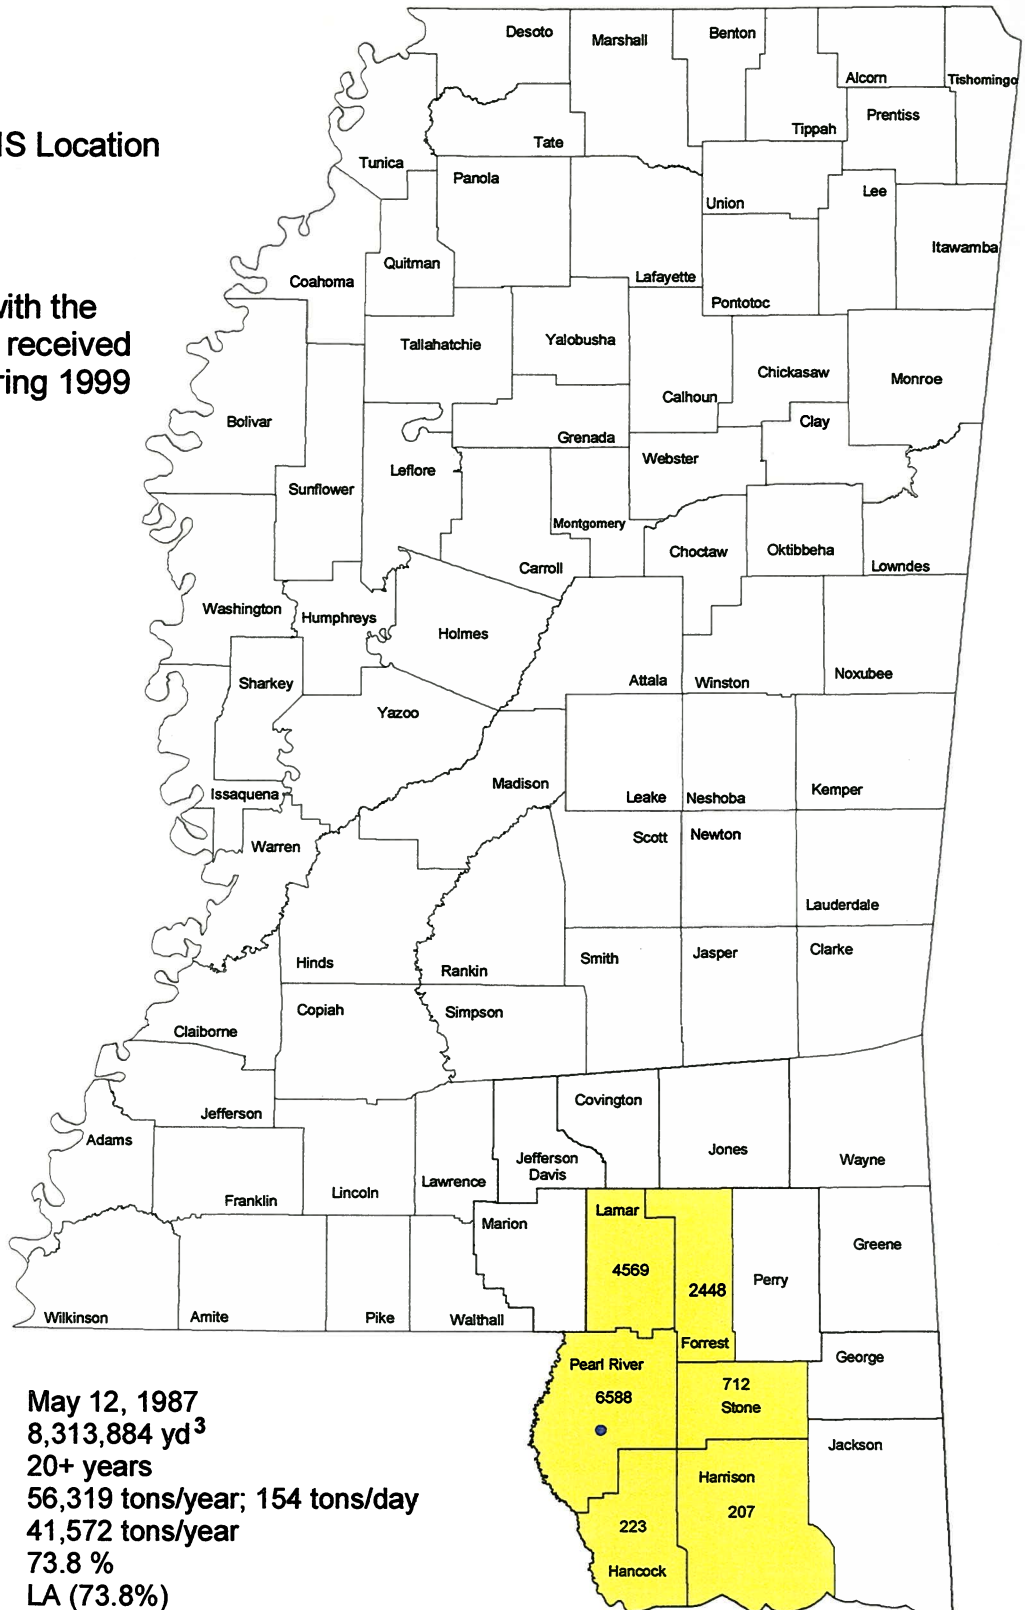 IS Location
with the
received
ring 1999
Desoto
Marshall
Benton
Alcorn
Tishomingo
Tippah
Prentiss
Tate
Tunica
Panola
Union
Lee
Itawamba
Quitman
Coahoma
Lafayette
Pontotoc
Tallahatchie
Yalobusha
Chickasaw
Monroe
Calhoun
Bolivar
Clay
Grenada
Webster
Leflore
Sunflower
Montgomery
Choctaw
Oktibbeha
Lowndes
Carroll
Washington
Humphreys
Holmes
Attala
Winston
Noxubee
Sharkey
Yazoo
Madison
Leake
Neshoba
Kemper
Issaquena
Warren
Scott
Newton
Lauderdale
Hinds
Rankin
Smith
Jasper
Clarke
Copiah
Simpson
Claiborne
Jefferson
Covington
Adams
Jefferson
Davis
Jones
Wayne
Franklin
Lincoln
Lawrence
Marion
Lamar
4569
2448
Forrest
Perry
Greene
Wilkinson
Amite
Pike
Walthall
George
Pearl River
6588
712
Stone
Jackson
Harrison
207
223
Hancock
May 12, 1987
8,313,884 yd³
20+ years
56,319 tons/year; 154 tons/day
41,572 tons/year
73.8 %
LA (73.8%)